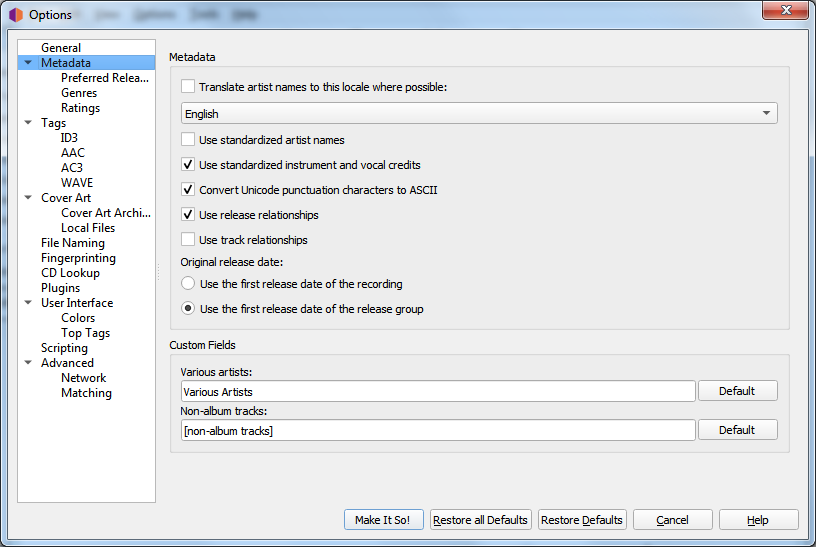 Options
General
Metadata
Preferred Relea...
Genres
Ratings
Tags
ID3
AAC
AC3
WAVE
Cover Art
Cover Art Archi...
Local Files
File Naming
Fingerprinting
CD Lookup
Plugins
User Interface
Colors
Top Tags
Scripting
Advanced
Network
Matching
Metadata
Translate artist names to this locale where possible:
English
Use standardized artist names
Use standardized instrument and vocal credits
Convert Unicode punctuation characters to ASCII
Use release relationships
Use track relationships
Original release date:
Use the first release date of the recording
Use the first release date of the release group
Custom Fields
Various artists:
Various Artists Default
Non-album tracks:
[non-album tracks] Default
Make It So! Restore all Defaults Restore Defaults Cancel Help